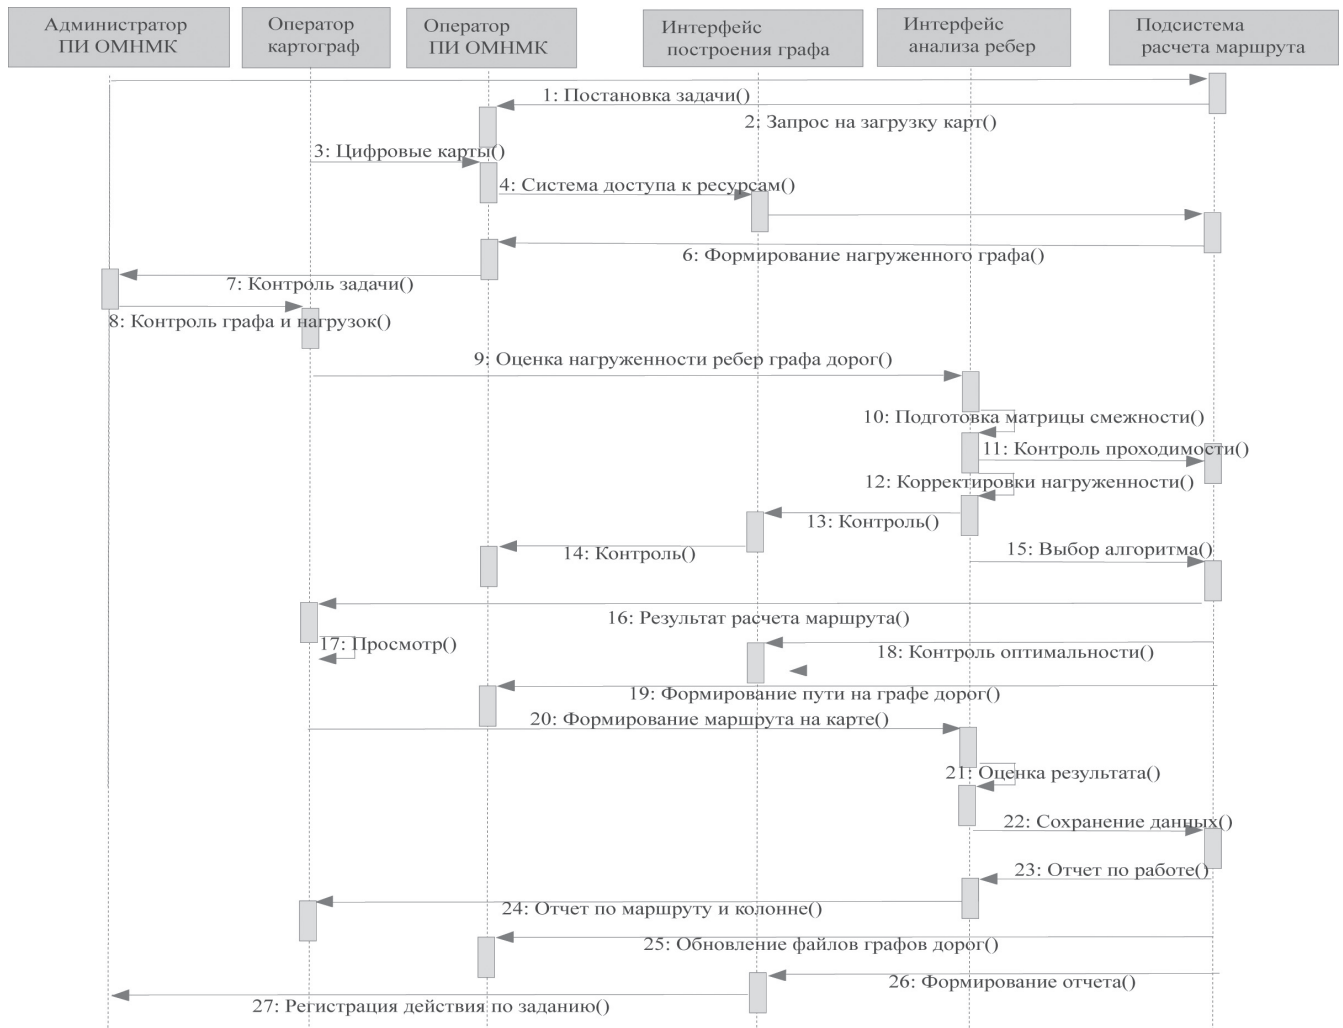 Администратор
ПИ ОМНМК
Оператор
картограф
Оператор
ПИ ОМНМК
Интерфейс
построения графа
Интерфейс
анализа ребер
Подсистема
расчета маршрута
1: Постановка задачи()
2: Запрос на загрузку карт()
3: Цифровые карты()
4: Система доступа к ресурсам()
6: Формирование нагруженного графа()
7: Контроль задачи()
8: Контроль графа и нагрузок()
9: Оценка нагруженности ребер графа дорог()
10: Подготовка матрицы смежности()
11: Контроль проходимости()
12: Корректировки нагруженности()
13: Контроль()
14: Контроль()
15: Выбор алгоритма()
16: Результат расчета маршрута()
17: Просмотр()
18: Контроль оптимальности()
19: Формирование пути на графе дорог()
20: Формирование маршрута на карте()
21: Оценка результата()
22: Сохранение данных()
23: Отчет по работе()
24: Отчет по маршруту и колонне()
25: Обновление файлов графов дорог()
26: Формирование отчета()
27: Регистрация действия по заданию()